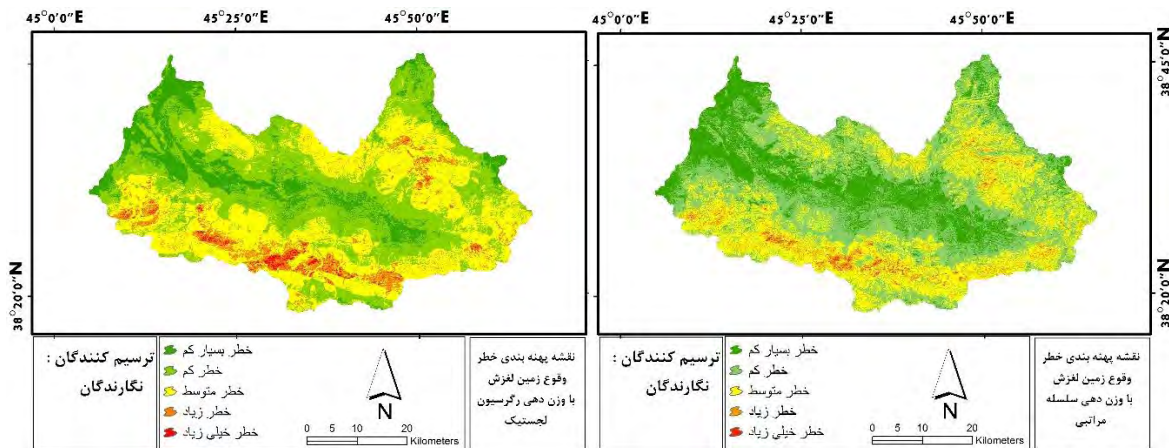 45°0'0"E
45°25'0"E
45°50'0"E
38°20'0"N
ترسیم کنندگان :
نگارندگان
خطر بسیار کم
خطر کم
خطر متوسط
خطر زیاد
خطر خیلی زیاد
N
0 5 10 20
Kilometers
نقشه پهنه بندی خطر
وقوع زمین لغزش
با وزن دهی رگرسیون
لجستیک
45°0'0"E
45°25'0"E
45°50'0"E
38°45'0"N
38°20'0"N
ترسیم کنندگان :
نگارندگان
خطر بسیار کم
خطر کم
خطر متوسط
خطر زیاد
خطر خیلی زیاد
N
0 5 10 20
Kilometers
نقشه پهنه بندی خطر
وقوع زمین لغزش
با وزن دهی سلسله
مراتبی